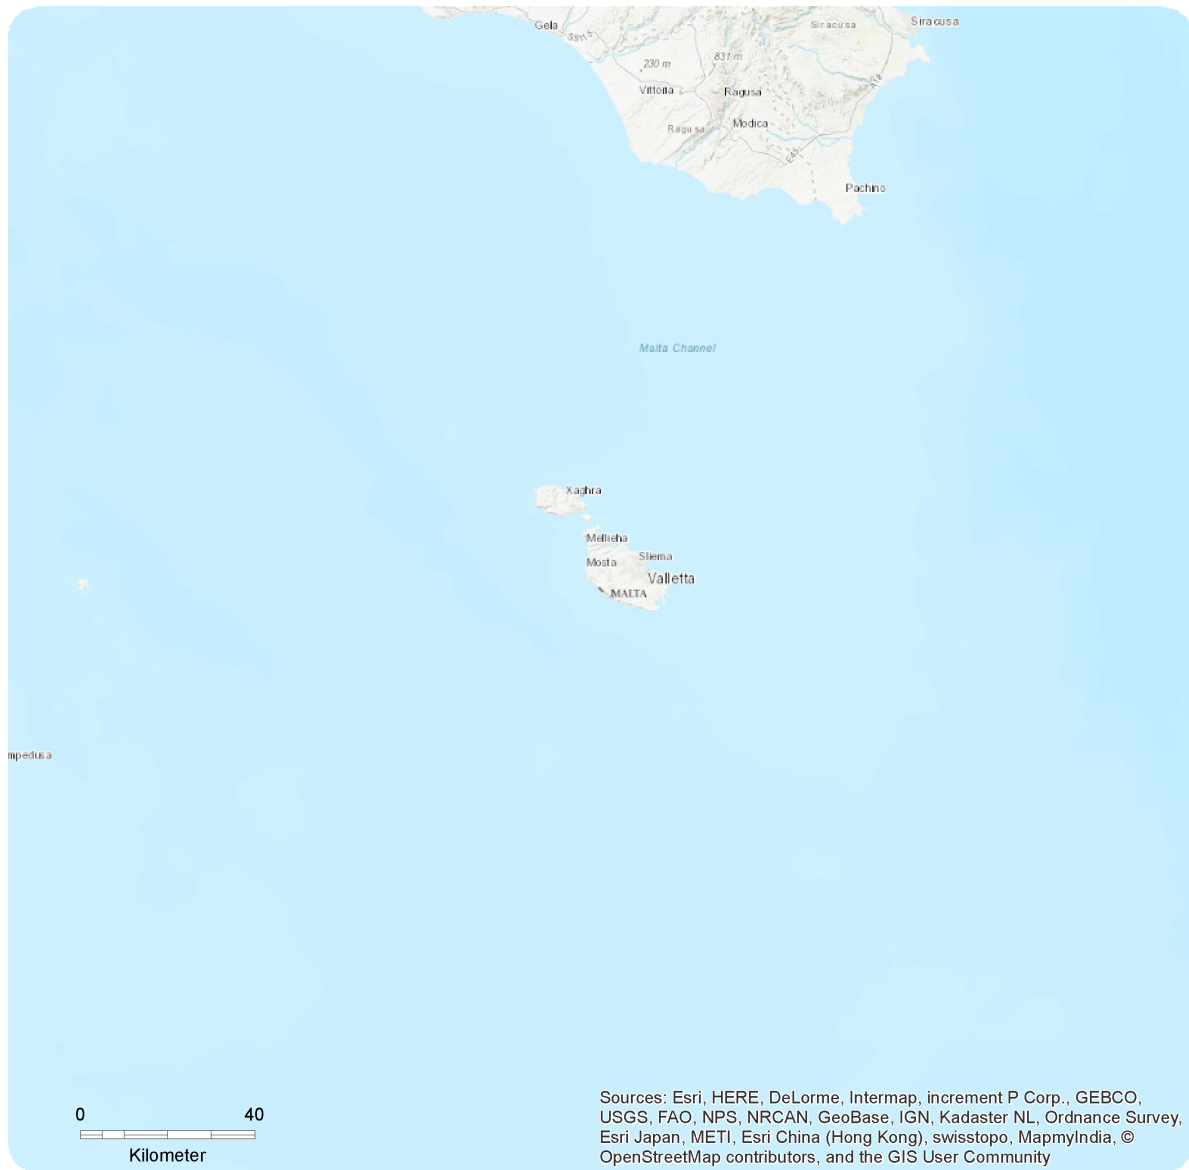 Gela
Siracusa
Siracusa
SS115
831 m
230 m
A18
Vittoria
Ragusa
Modica
Ragusa
E45
Pachino
Malta Channel
Xaghra
Mellieha
Sliema
Mosta
Valletta
MALTA
mpedusa
0 40
Kilometer
Sources: Esri, HERE, DeLorme, Intermap, increment P Corp., GEBCO,
USGS, FAO, NPS, NRCAN, GeoBase, IGN, Kadaster NL, Ordnance Survey,
Esri Japan, METI, Esri China (Hong Kong), swisstopo, MapmyIndia, ©
OpenStreetMap contributors, and the GIS User Community